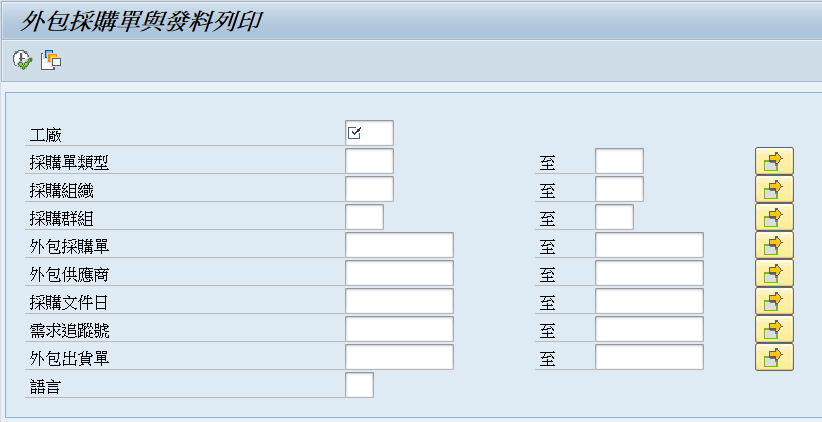 外包採購單與發料列印
工廠
採購單類型 至
採購組織 至
採購群組 至
外包採購單 至
外包供應商 至
採購文件日 至
需求追蹤號 至
外包出貨單 至
語言